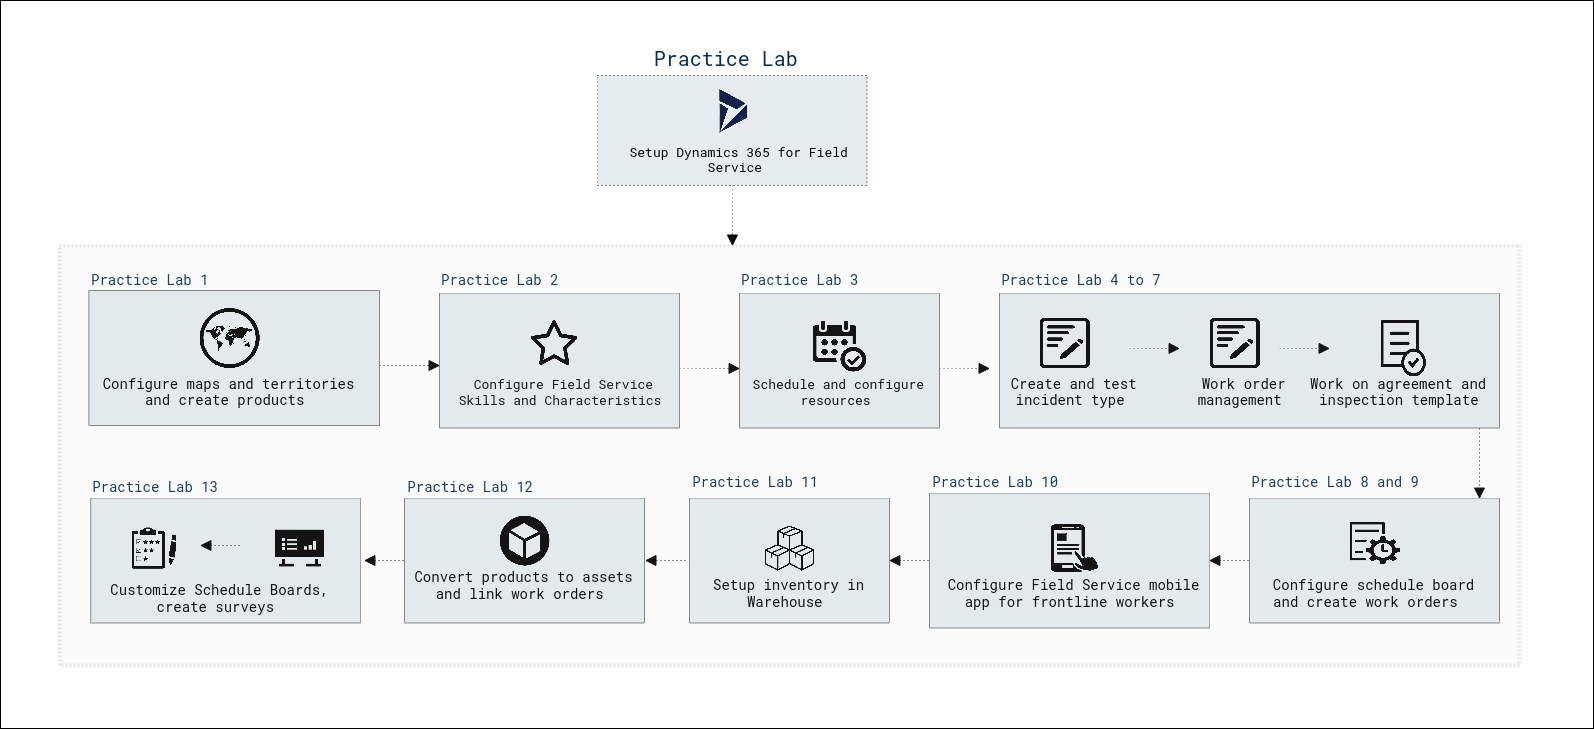 Practice Lab
Setup Dynamics 365 for Field
Service
Practice Lab 1
Configure maps and territories
and create products
Practice Lab 2
Configure Field Service
Skills and Characteristics
Practice Lab 3
Schedule and configure
resources
Practice Lab 4 to 7
Create and test
incident type
Work order
management
Work on agreement and
inspection template
Practice Lab 13
Customize Schedule Boards,
create surveys
Practice Lab 12
Convert products to assets
and link work orders
Practice Lab 11
Setup inventory in
Warehouse
Practice Lab 10
Configure Field Service mobile
app for frontline workers
Practice Lab 8 and 9
Configure schedule board
and create work orders